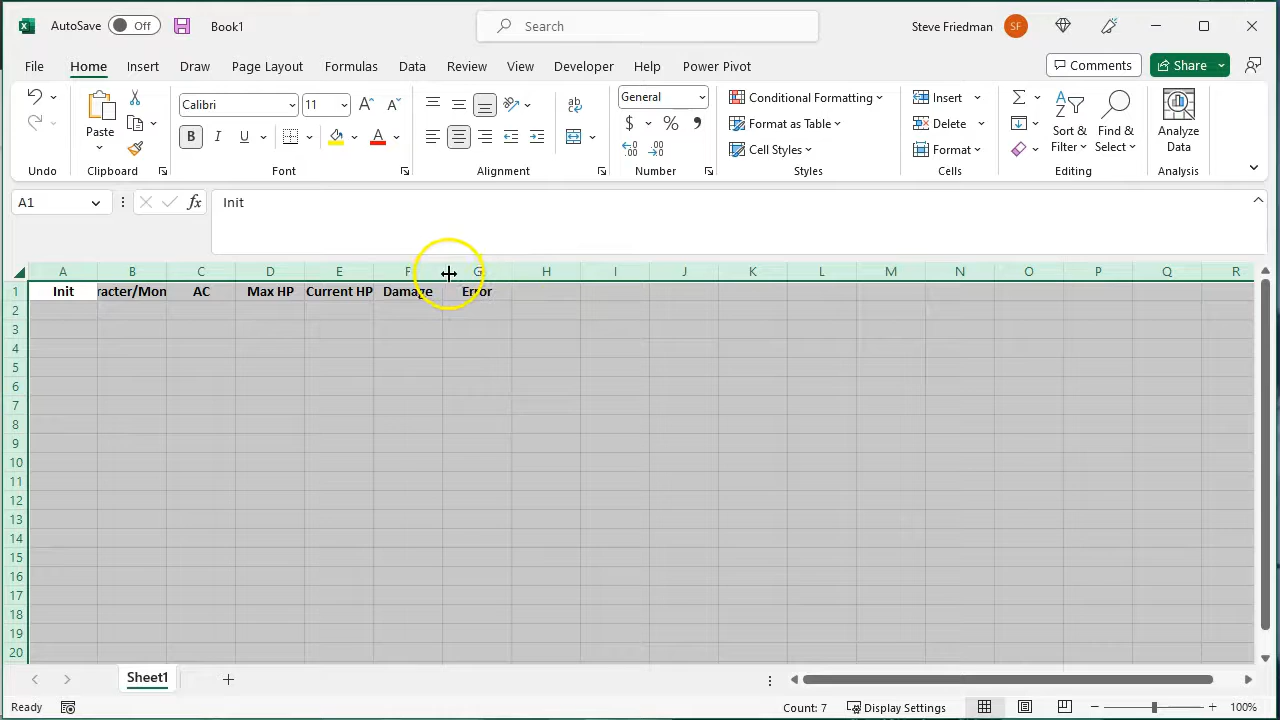 AutoSave Off Book1 Search Steve Friedman SF
File Home Insert Draw Page Layout Formulas Data Review View Developer Help Power Pivot Comments Share
Calibri 11 General Conditional Formatting Insert
Paste B I U A ab $ % 9 Format as Table Delete Sort & Filter Find & Select Analyze Data
Cell Styles Format
Undo Clipboard Font Alignment Number Styles Cells Editing Analysis
A1 fx Init
A B C D E F G H I J K L M N O P Q R
1 Init racter/Mon AC Max HP Current HP Damage Error
2
3
4
5
6
7
8
9
10
11
12
13
14
15
16
17
18
19
20
Sheet1
Ready Count: 7 Display Settings 100%